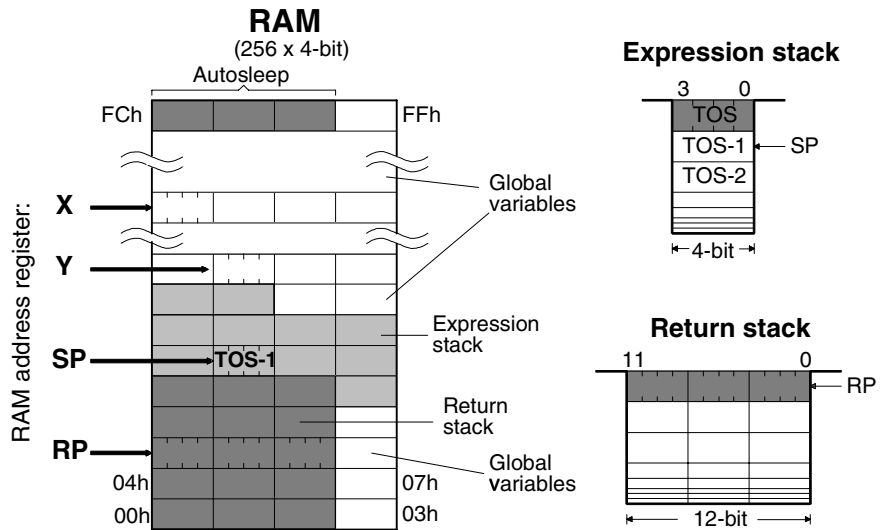 RAM
(256 x 4-bit)
Autosleep
FCh
FFh
Global
variables
X
Y
RAM address register:
SP
TOS-1
Expression
stack
Return
stack
RP
Global
variables
04h
07h
00h
03h
Expression stack
3 0
TOS
TOS-1
SP
TOS-2
4-bit
Return stack
11 0
RP
12-bit